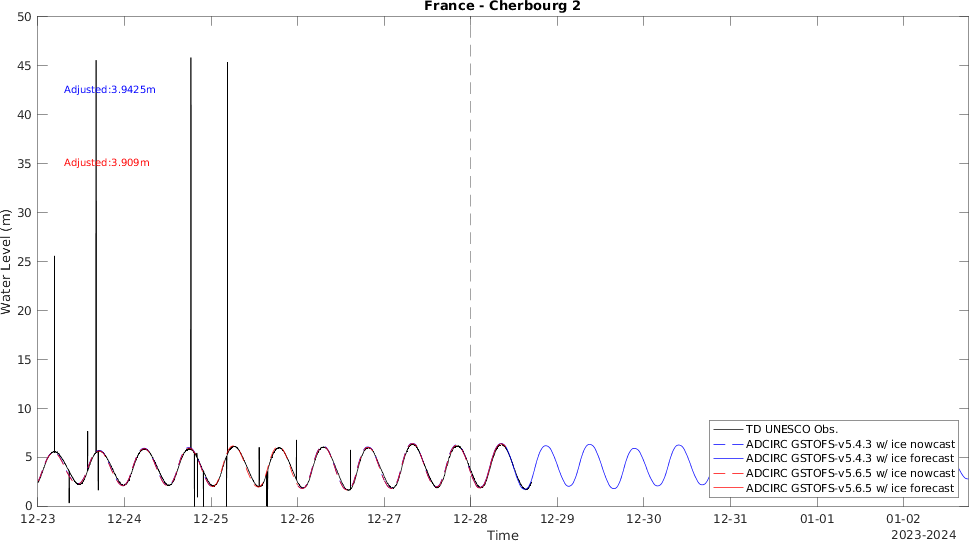 France - Cherbourg 2
50
45
40
35
30
25
20
15
10
5
0
Water Level (m)
Adjusted:3.9425m
Adjusted:3.909m
TD UNESCO Obs.
ADCIRC GSTOFS-v5.4.3 w/ ice nowcast
ADCIRC GSTOFS-v5.4.3 w/ ice forecast
ADCIRC GSTOFS-v5.6.5 w/ ice nowcast
ADCIRC GSTOFS-v5.6.5 w/ ice forecast
12-23 12-24 12-25 12-26 12-27 12-28 12-29 12-30 12-31 01-01 01-02
Time
2023-2024